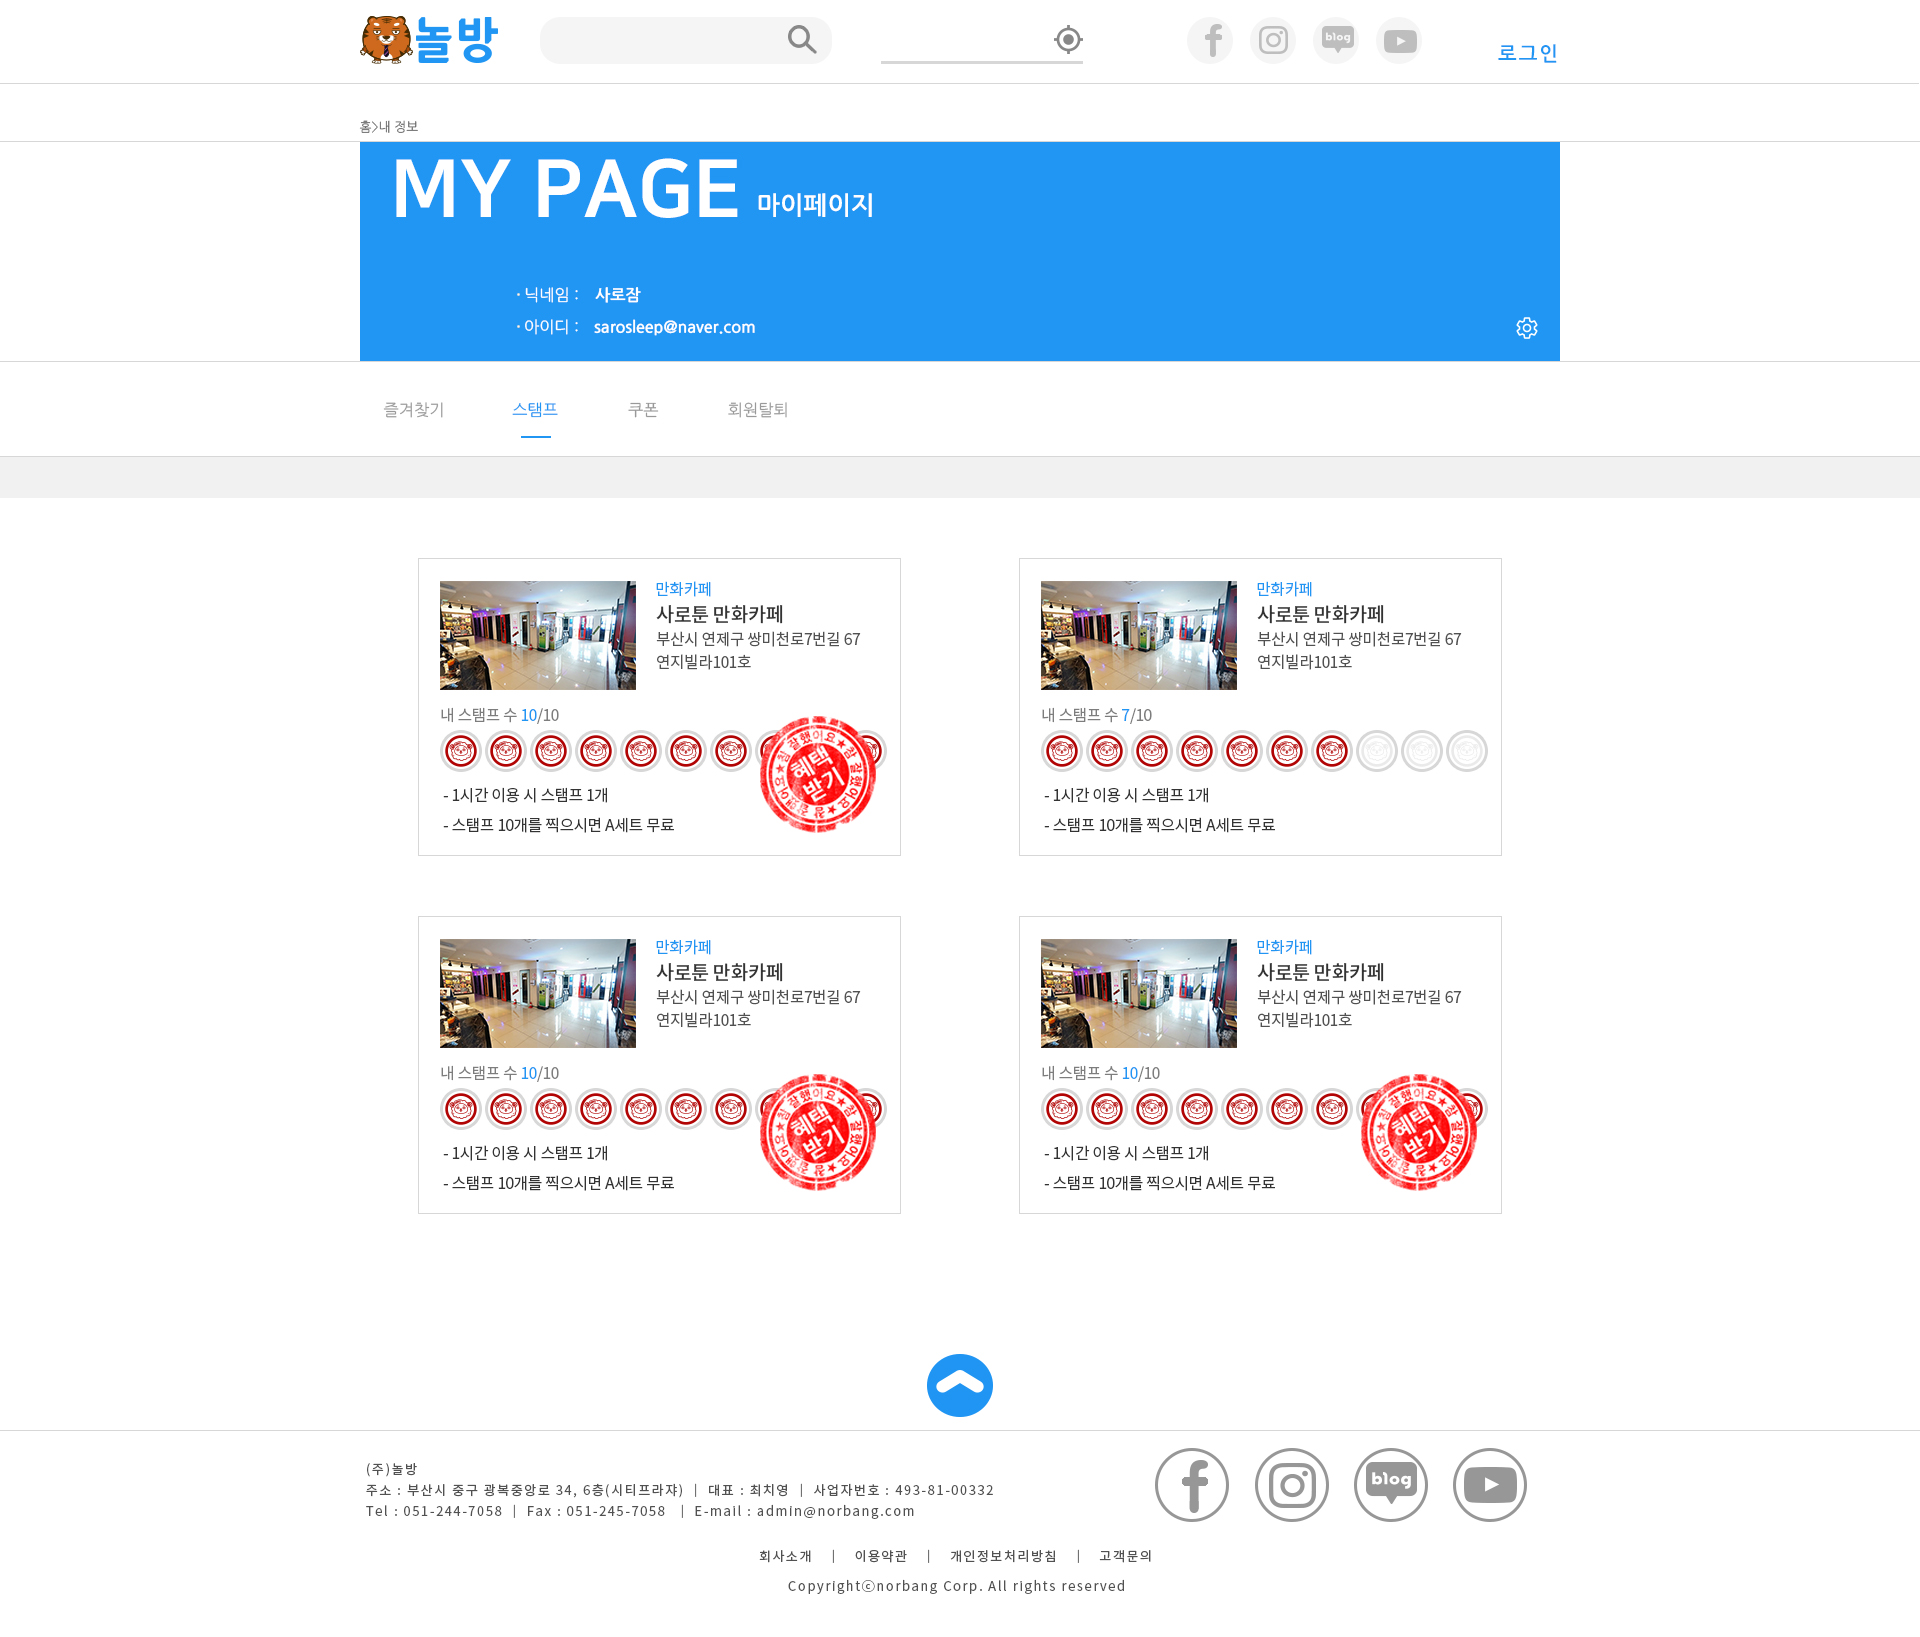 놀방
blog
로그인
홈>내 정보
MY PAGE 마이페이지
· 닉네임 : 사로잠
· 아이디 : sarosleep@naver.com
즐겨찾기 스탬프 쿠폰 회원탈퇴
만화카페
사로툰 만화카페
부산시 연제구 쌍미천로7번길 67
연지빌라101호
내 스탬프 수 10/10
혜택
받기
- 1시간 이용 시 스탬프 1개
- 스탬프 10개를 찍으시면 A세트 무료
만화카페
사로툰 만화카페
부산시 연제구 쌍미천로7번길 67
연지빌라101호
내 스탬프 수 7/10
- 1시간 이용 시 스탬프 1개
- 스탬프 10개를 찍으시면 A세트 무료
만화카페
사로툰 만화카페
부산시 연제구 쌍미천로7번길 67
연지빌라101호
내 스탬프 수 10/10
혜택
받기
- 1시간 이용 시 스탬프 1개
- 스탬프 10개를 찍으시면 A세트 무료
만화카페
사로툰 만화카페
부산시 연제구 쌍미천로7번길 67
연지빌라101호
내 스탬프 수 10/10
혜택
받기
- 1시간 이용 시 스탬프 1개
- 스탬프 10개를 찍으시면 A세트 무료
(주)놀방
주소 : 부산시 중구 광복중앙로 34, 6층(시티프라쟈) | 대표 : 최치영 | 사업자번호 : 493-81-00332
Tel : 051-244-7058 | Fax : 051-245-7058 | E-mail : admin@norbang.com
blog
회사소개 | 이용약관 | 개인정보처리방침 | 고객문의
Copyrightⓒnorbang Corp. All rights reserved